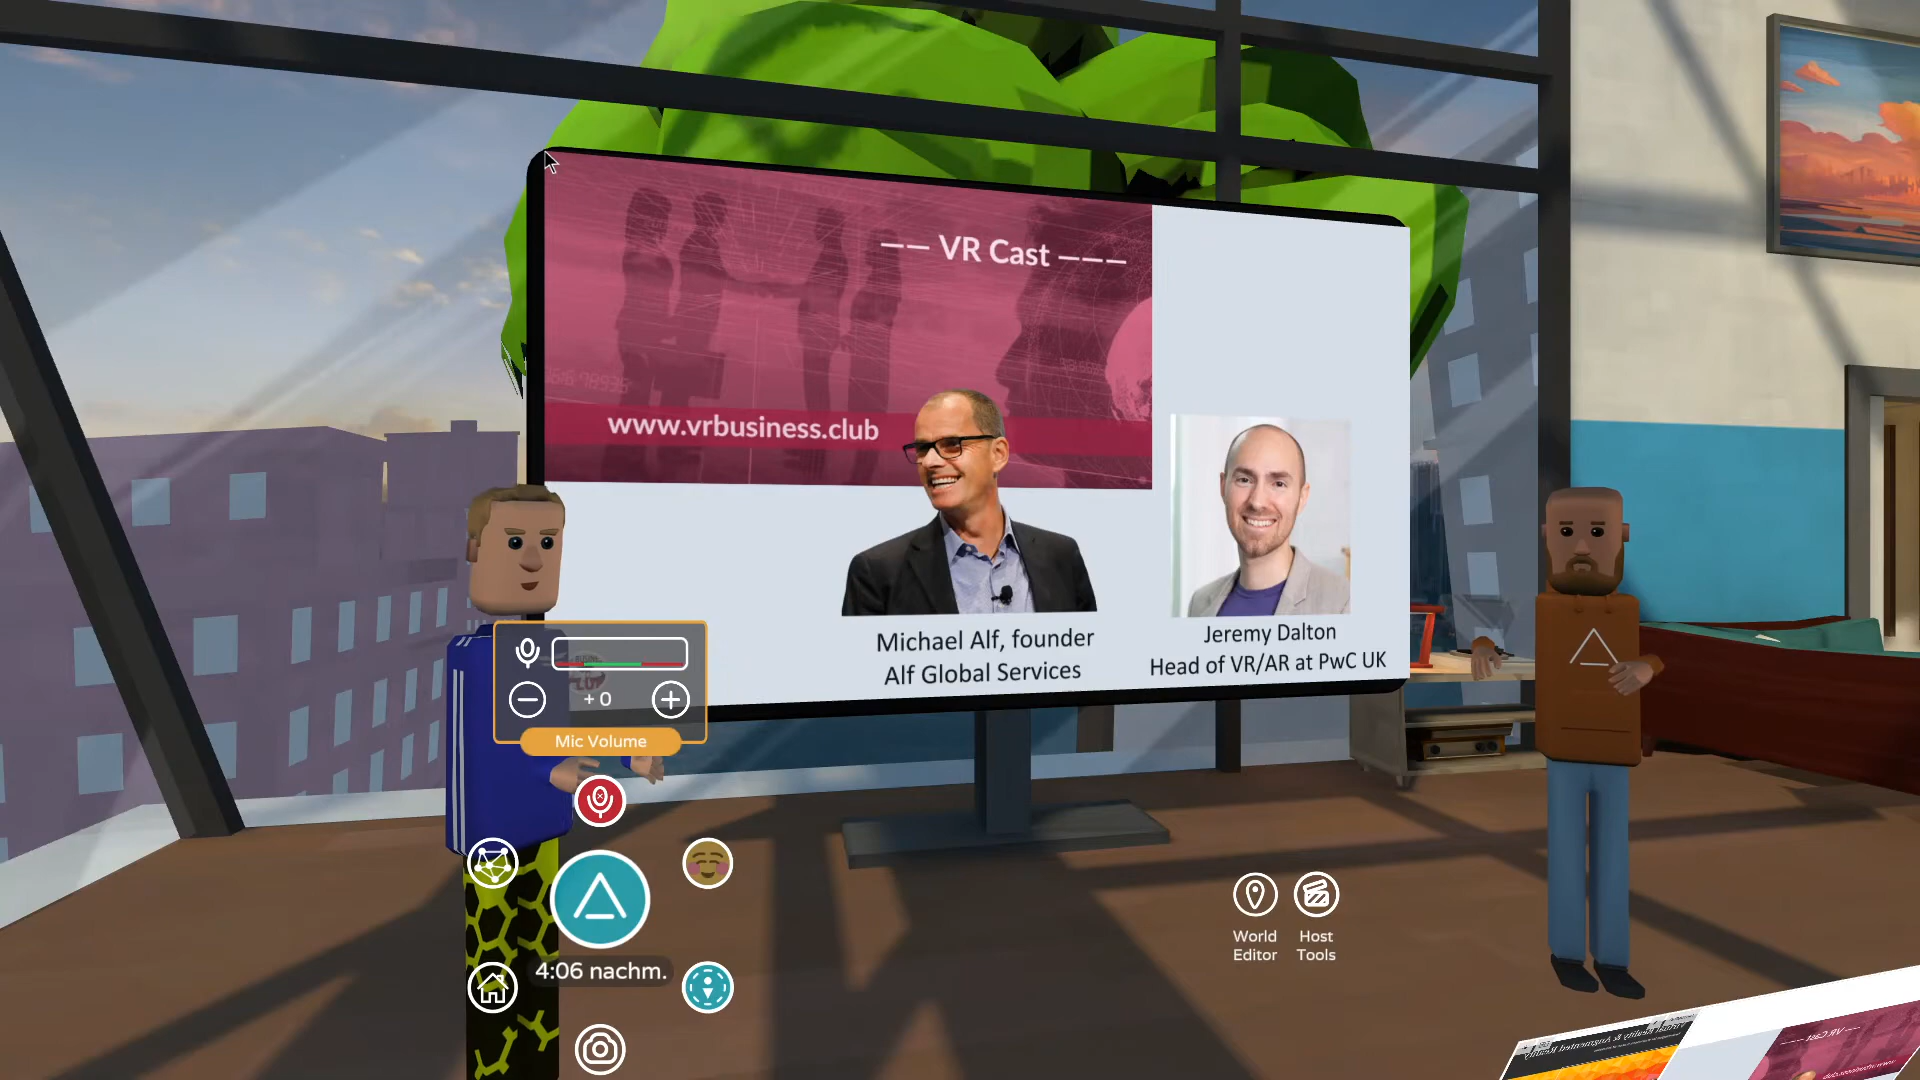 —— VR Cast ———
www.vrbusiness.club
Michael Alf, founder
Alf Global Services
Jeremy Dalton
Head of VR/AR at PwC UK
+ 0
Mic Volume
4:06 nachm.
World
Editor
Host
Tools